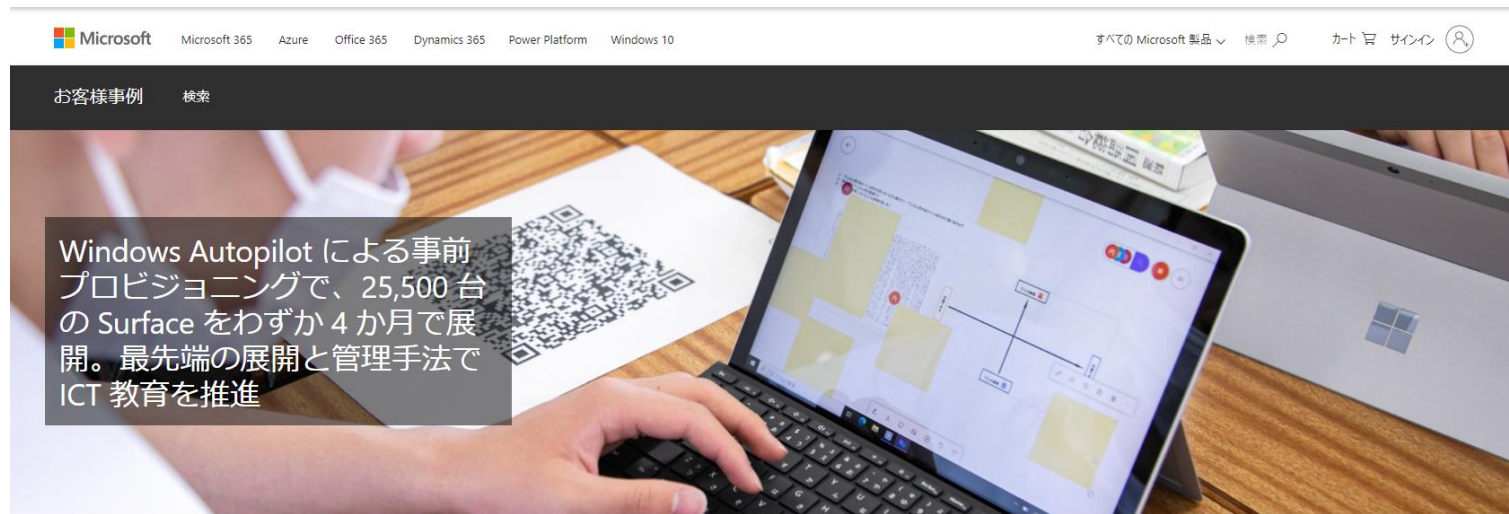 Microsoft Microsoft 365 Azure Office 365 Dynamics 365 Power Platform Windows 10 すべての Microsoft 製品 検索 カート サインイン
お客様事例 検索
Windows Autopilot による事前
プロビジョニングで、25,500 台
の Surface をわずか 4 か月で展
開。最先端の展開と管理手法で
ICT 教育を推進